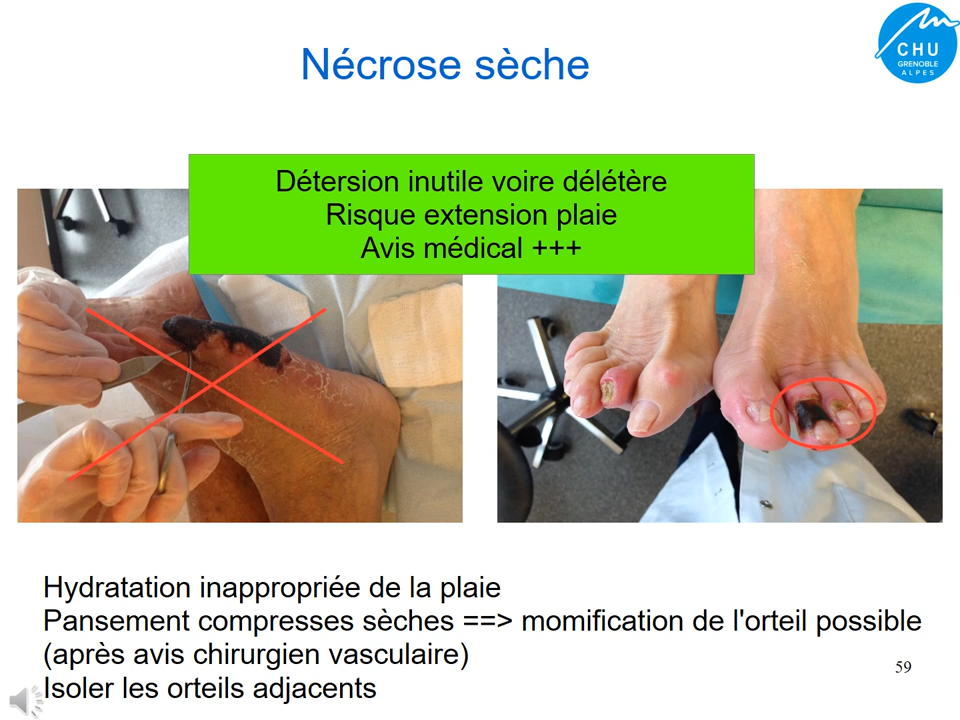 CHU
GRENOBLE
ALPES
Nécrose sèche
Détersion inutile voire délétère
Risque extension plaie
Avis médical +++
Hydratation inappropriée de la plaie
Pansement compresses sèches ==> momification de l'orteil possible
(après avis chirurgien vasculaire)
Isoler les orteils adjacents
59